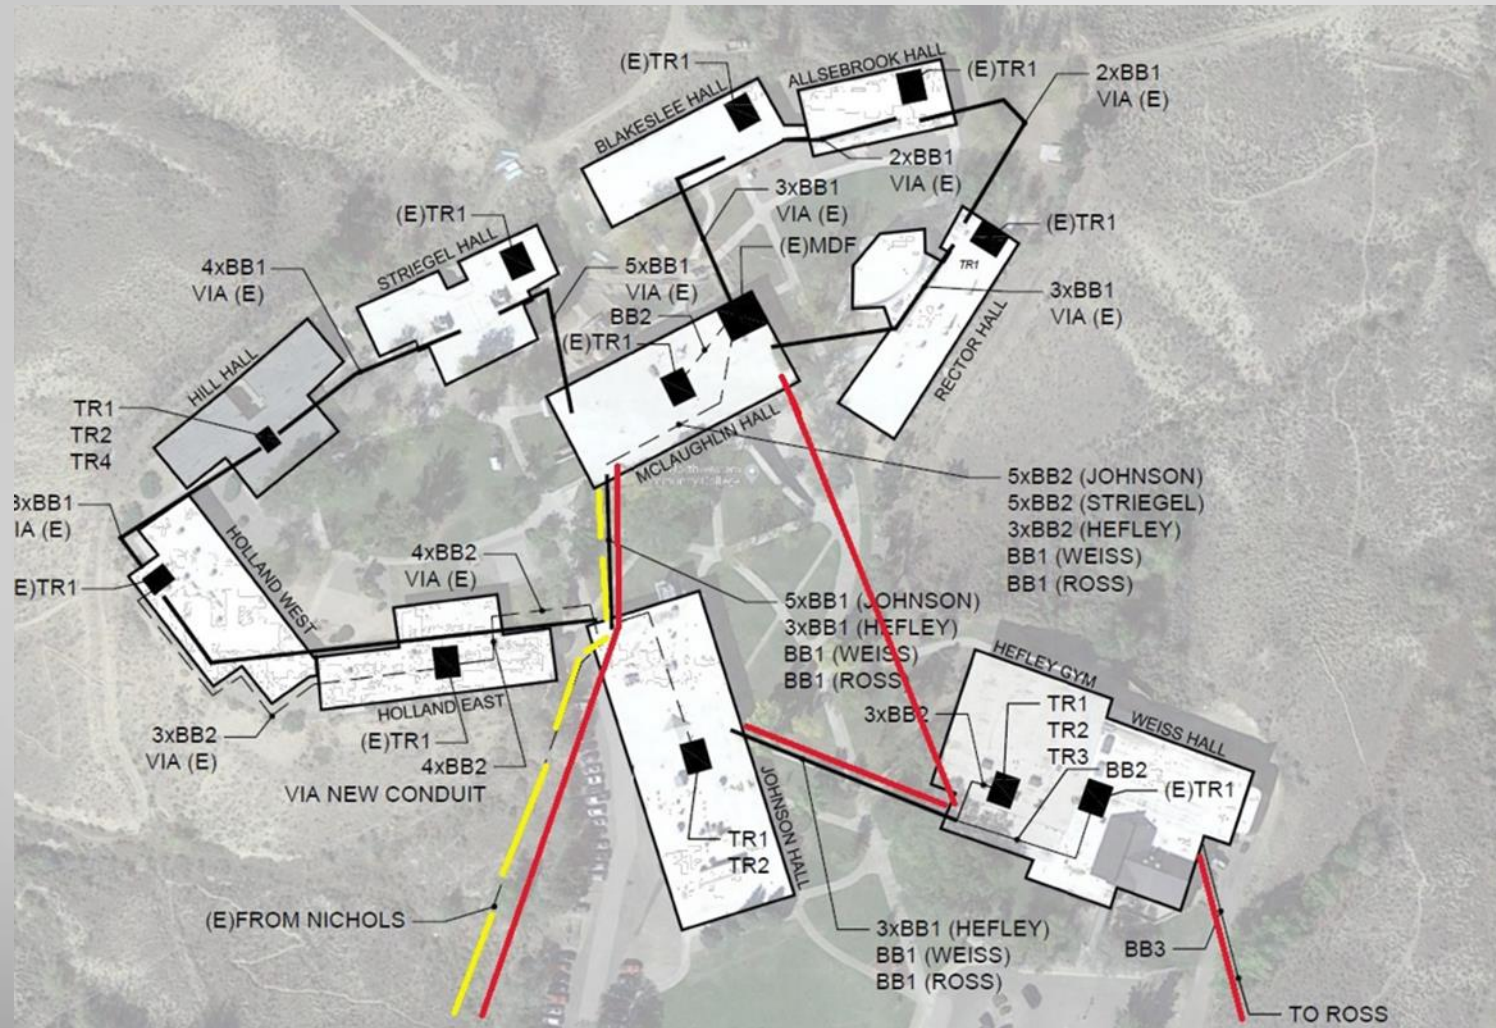 (E)TR1
ALLSEBROOK HALL
(E)TR1
2xBB1
VIA (E)
BLAKESLEE HALL
2xBB1
VIA (E)
3xBB1
VIA (E)
(E)TR1
(E)MDF
(E)TR1
STRIEGEL HALL
4xBB1
VIA (E)
5xBB1
VIA (E)
TR1
3xBB1
VIA (E)
BB2
(E)TR1
RECTOR HALL
HILL HALL
TR1
TR2
TR4
MCLAUGHLIN HALL
5xBB2 (JOHNSON)
5xBB2 (STRIEGEL)
3xBB2 (HEFLEY)
BB1 (WEISS)
BB1 (ROSS)
3xBB1
IA (E)
HOLLAND WEST
4xBB2
VIA (E)
E)TR1
5xBB1 (JOHNSON)
3xBB1 (HEFLEY)
BB1 (WEISS)
BB1 (ROSS)
HEFLEY GYM
3xBB2
TR1
TR2
TR3
WEISS HALL
HOLLAND EAST
3xBB2
VIA (E)
(E)TR1
4xBB2
VIA NEW CONDUIT
BB2
(E)TR1
JOHNSON HALL
TR1
TR2
(E)FROM NICHOLS
3xBB1 (HEFLEY)
BB1 (WEISS)
BB1 (ROSS)
BB3
TO ROSS